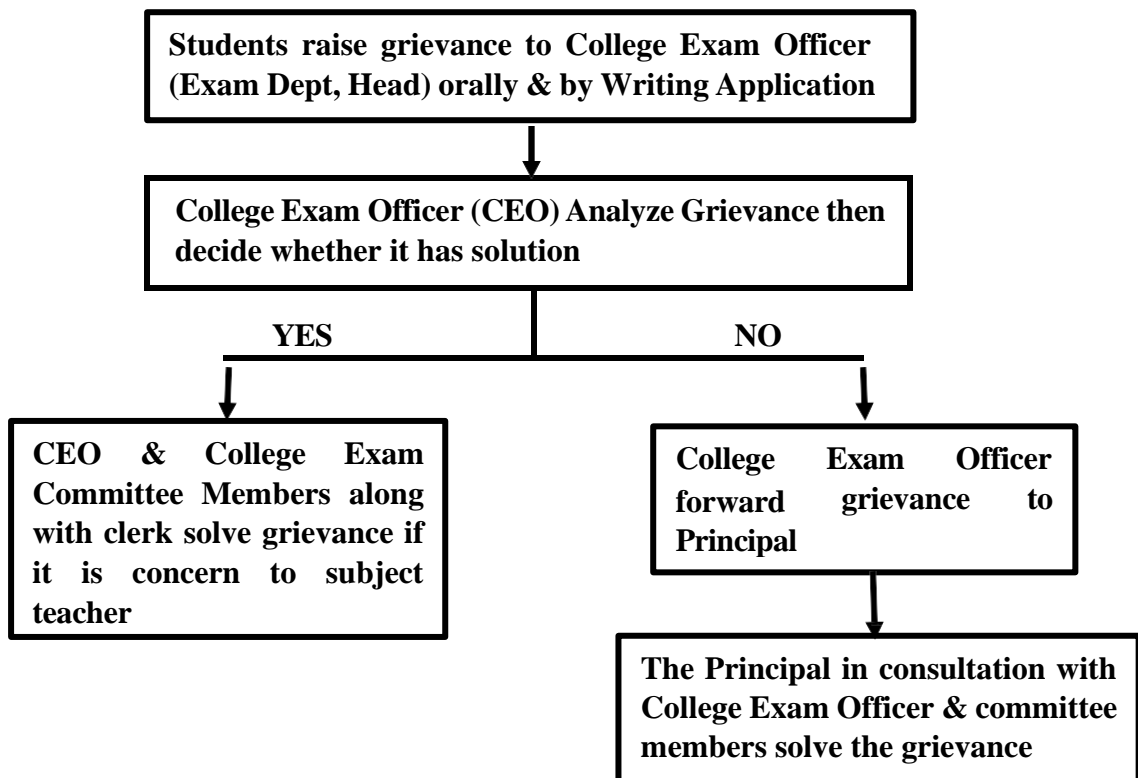 Students raise grievance to College Exam Officer
(Exam Dept, Head) orally & by Writing Application
College Exam Officer (CEO) Analyze Grievance then
decide whether it has solution
YES
NO
CEO & College Exam
Committee Members along
with clerk solve grievance if
it is concern to subject
teacher
College Exam Officer
forward grievance to
Principal
The Principal in consultation with
College Exam Officer & committee
members solve the grievance